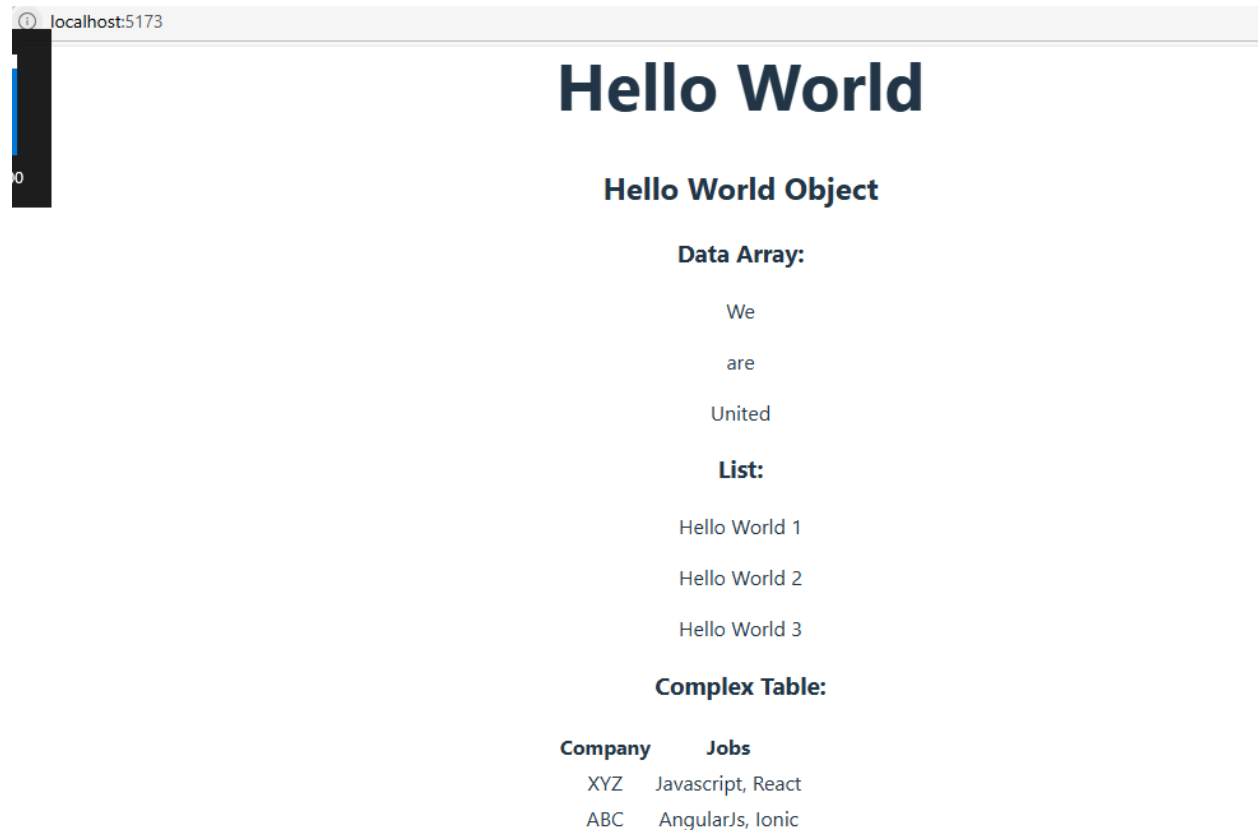 localhost:5173
Hello World
Hello World Object
Data Array:
We
are
United
List:
Hello World 1
Hello World 2
Hello World 3
Complex Table:
Company Jobs
XYZ Javascript, React
ABC AngularJs, Ionic